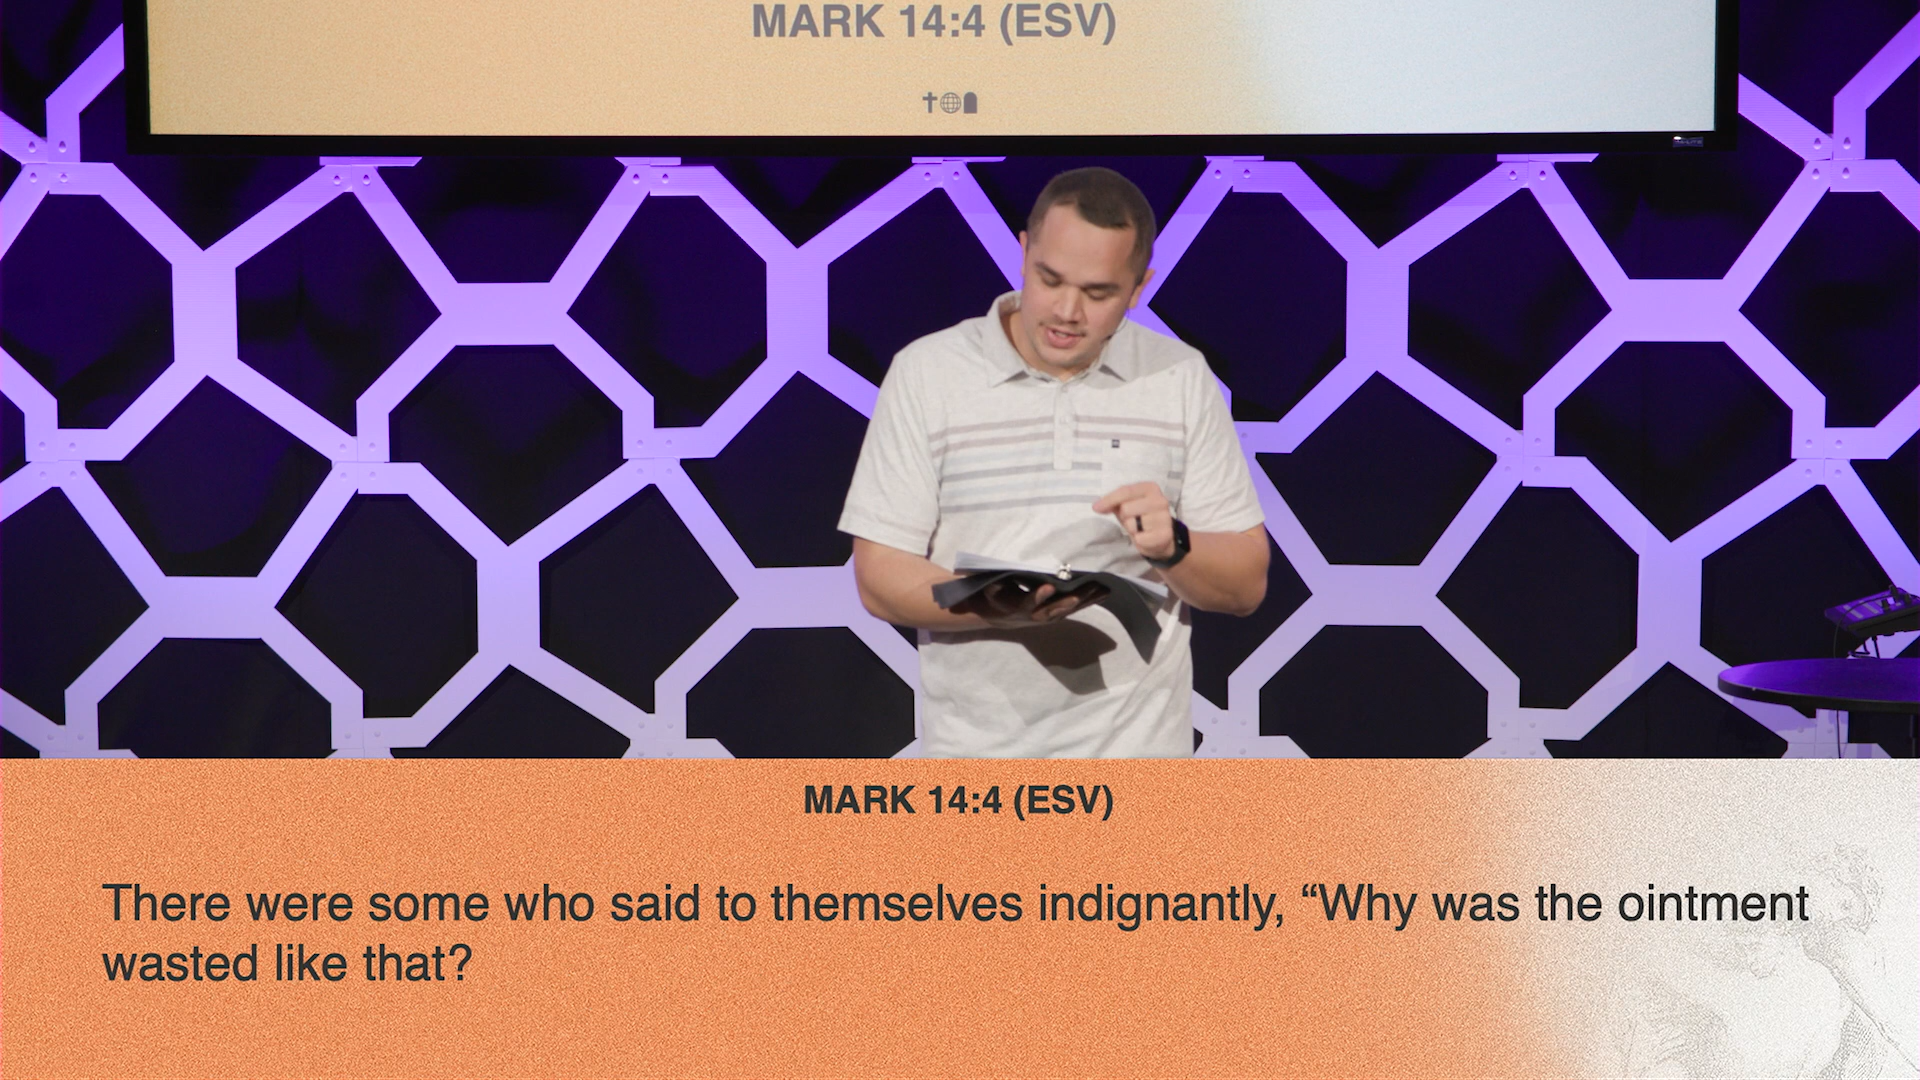 MARK 14:4 (ESV)
MARK 14:4 (ESV)
There were some who said to themselves indignantly, “Why was the ointment
wasted like that?